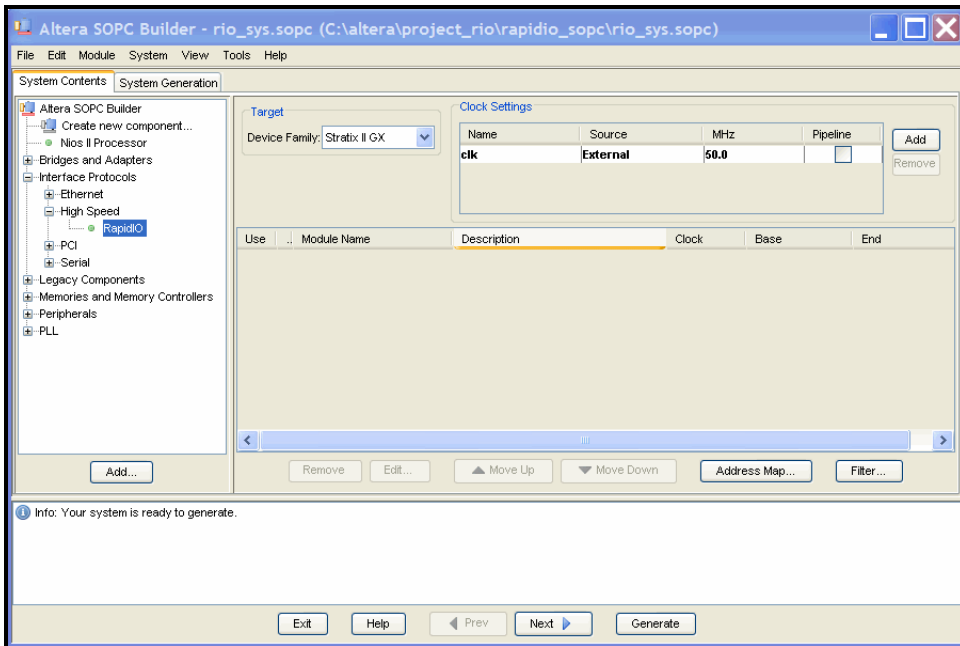 Altera SOPC Builder - rio_sys.sopc (C:\altera\project_rio\rapidio_sopc\rio_sys.sopc)
File Edit Module System View Tools Help
System Contents System Generation
Altera SOPC Builder
Create new component...
Nios II Processor
Bridges and Adapters
Interface Protocols
Ethernet
High Speed
RapidIO
PCI
Serial
Legacy Components
Memories and Memory Controllers
Peripherals
PLL
Add...
Target
Device Family: Stratix II GX
Clock Settings
Name Source MHz Pipeline
clk External 50.0
Add
Remove
Use .. Module Name Description Clock Base End
Remove Edit... Move Up Move Down Address Map... Filter...
Info: Your system is ready to generate.
Exit Help Prev Next Generate